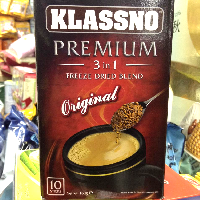 KLASSNO
PREMIUM
3 in 1
FREEZE DRIED BLEND
Original
10